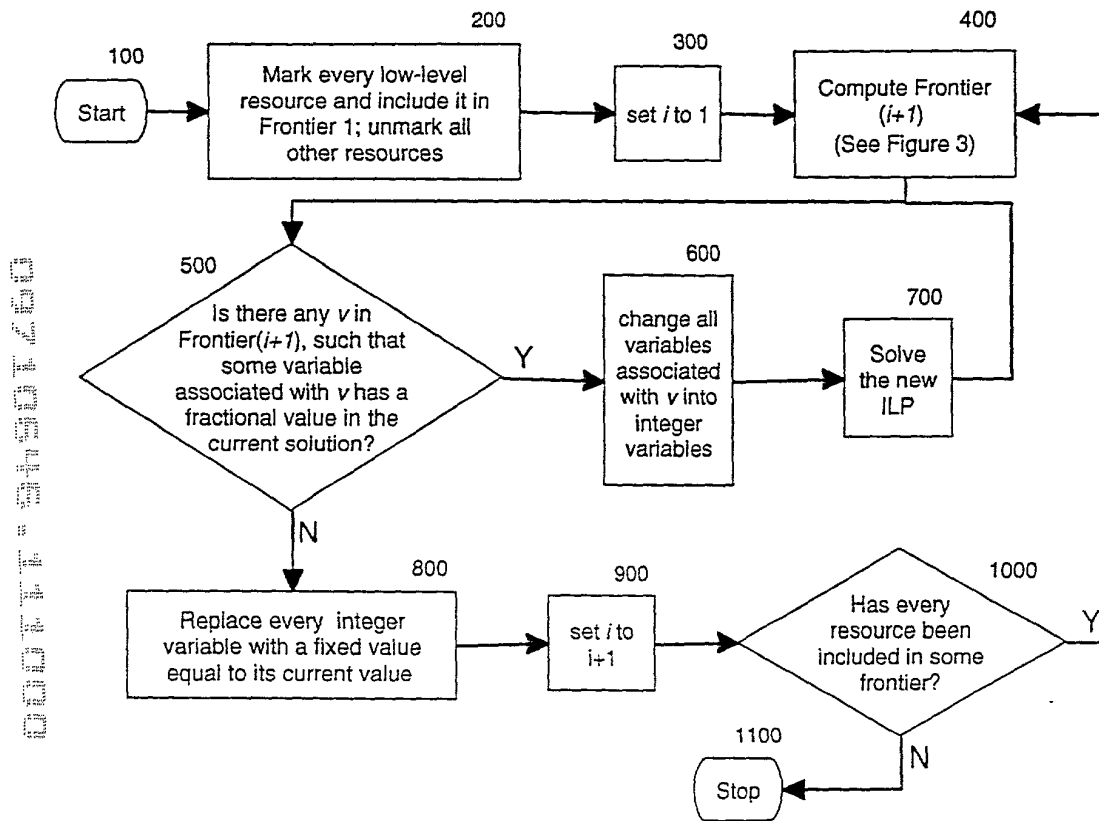 100
200
300
400
Start
Mark every low-level
resource and include it in
Frontier 1; unmark all
other resources
set i to 1
Compute Frontier
(i+1)
(See Figure 3)
500
Is there any v in
Frontier(i+1), such that
some variable
associated with v has a
fractional value in the
current solution?
Y
600
change all
variables
associated
with v into
integer
variables
700
Solve
the new
ILP
N
800
Replace every integer
variable with a fixed value
equal to its current value
900
set i to
i+1
1000
Has every
resource been
included in some
frontier?
Y
N
1100
Stop
09710546.111000